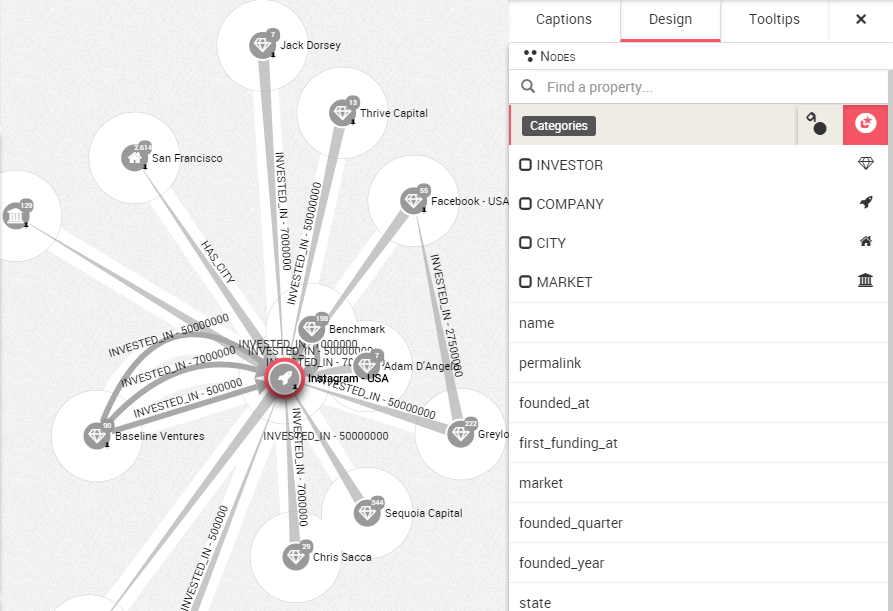 Captions
Design
Tooltips
NODES
Find a property...
Categories
INVESTOR
COMPANY
CITY
MARKET
name
permalink
founded_at
first_funding_at
market
founded_quarter
founded_year
state
7
Jack Dorsey
13
Thrive Capital
2.614
San Francisco
55
Facebook - USA
129
INVESTED_IN - 7000000
INVESTED_IN - 50000000
HAS_CITY
INVESTED_IN - 27500000
198
Benchmark
INVESTED_IN - 50000000
INVESTED_IN - 7000000
INVESTED_IN - 500000
INVESTED_IN - 50000000
7
Adam D'Angelo
Instagram - USA
INVESTED_IN - 50000000
90
Baseline Ventures
INVESTED_IN - 50000000
222
Greylo
INVESTED_IN - 7000000
344
Sequoia Capital
INVESTED_IN - 500000
29
Chris Sacca